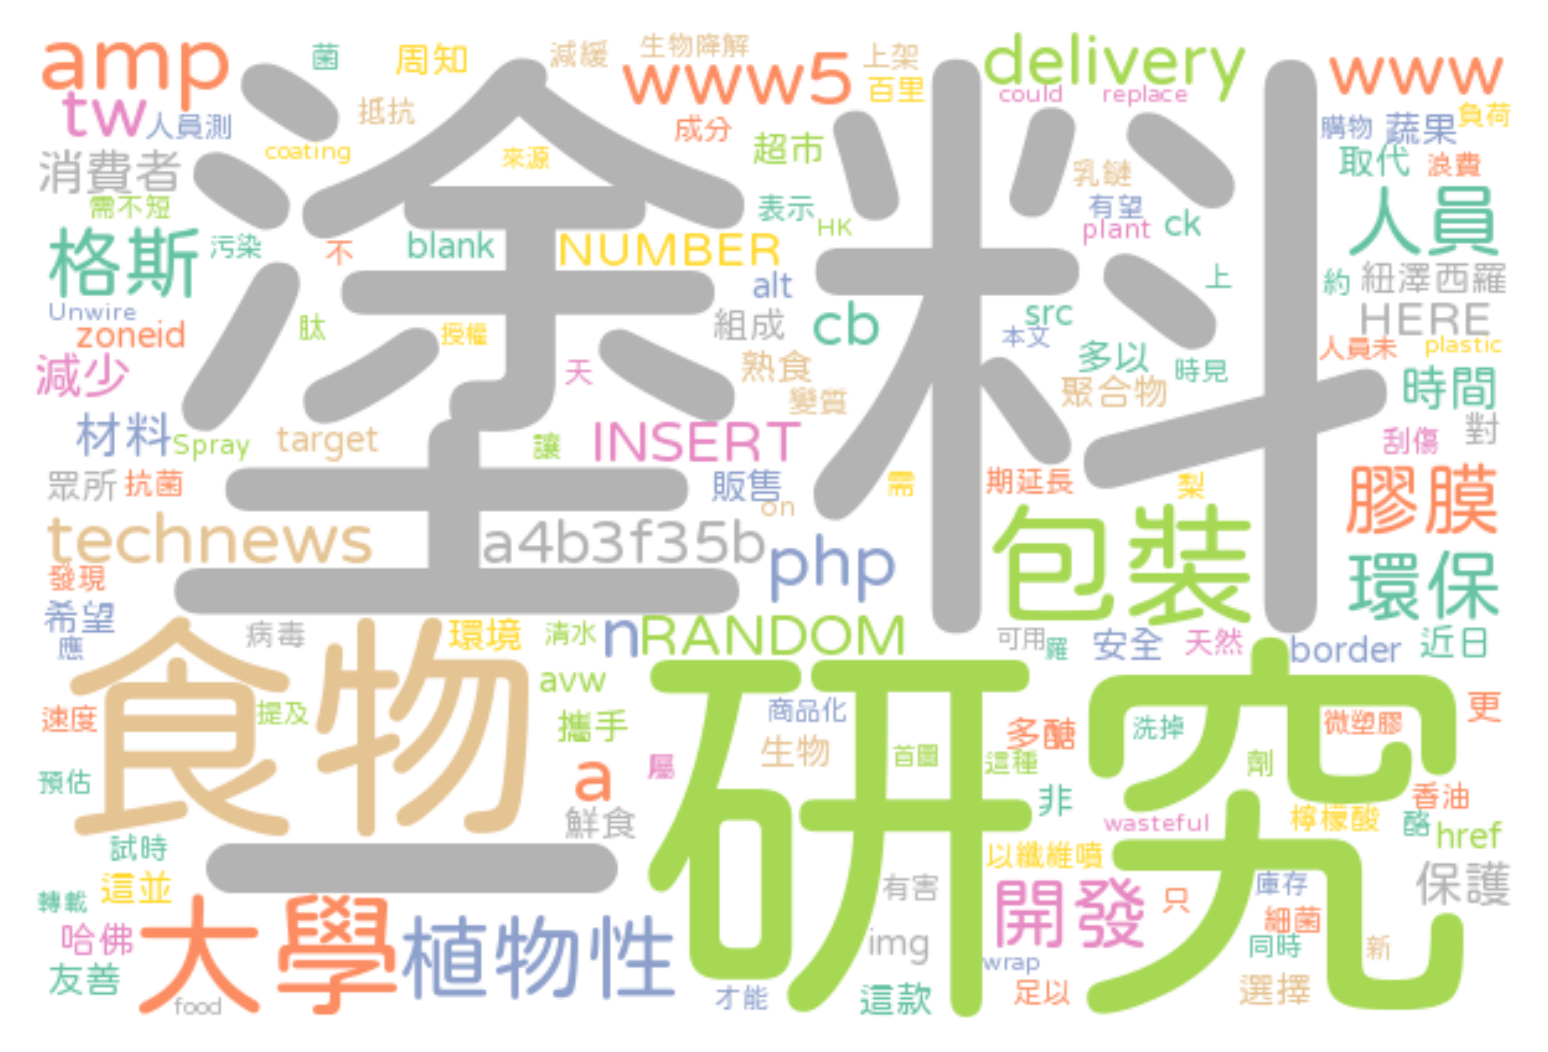 amp
菌
周知
減緩
生物降解
上架
delivery
www
www5
百里
could
replace
tw
人員測
抵抗
成分
購物
蔬果
負荷
塗料
coating
來源
超市
消費者
乳鏈
取代
浪費
需不短
表示
HK
有望
plant
ck
人員
格斯
污染
不
blank
NUMBER
alt
上
約
紐澤西羅
Unwire
zoneid
肽
授權
組成
cb
src
本文
HERE
人員未
plastic
減少
天
熟食
多以
時見
變質
聚合物
時間
材料
Spray
target
讓
INSERT
刮傷
對
眾所
抗菌
販售
on
需
期延長
梨
膠膜
technews
a4b3f35b
php
包裝
環保
發現
希望
應
病毒
環境
清水
n
RANDOM
可用
羅
安全
天然
border
近日
食物
研究
avw
速度
提及
攜手
商品化
多醣
洗掉
微塑膠
更
預估
a
屬
生物
首圖
這種
劑
鮮食
非
香油
wasteful
檸檬酸
酪
href
試時
一
以纖維噴
這並
有害
保護
轉載
大學
植物性
開發
只
庫存
細菌
哈佛
img
同時
新
友善
wrap
food
才能
這款
足以
選擇